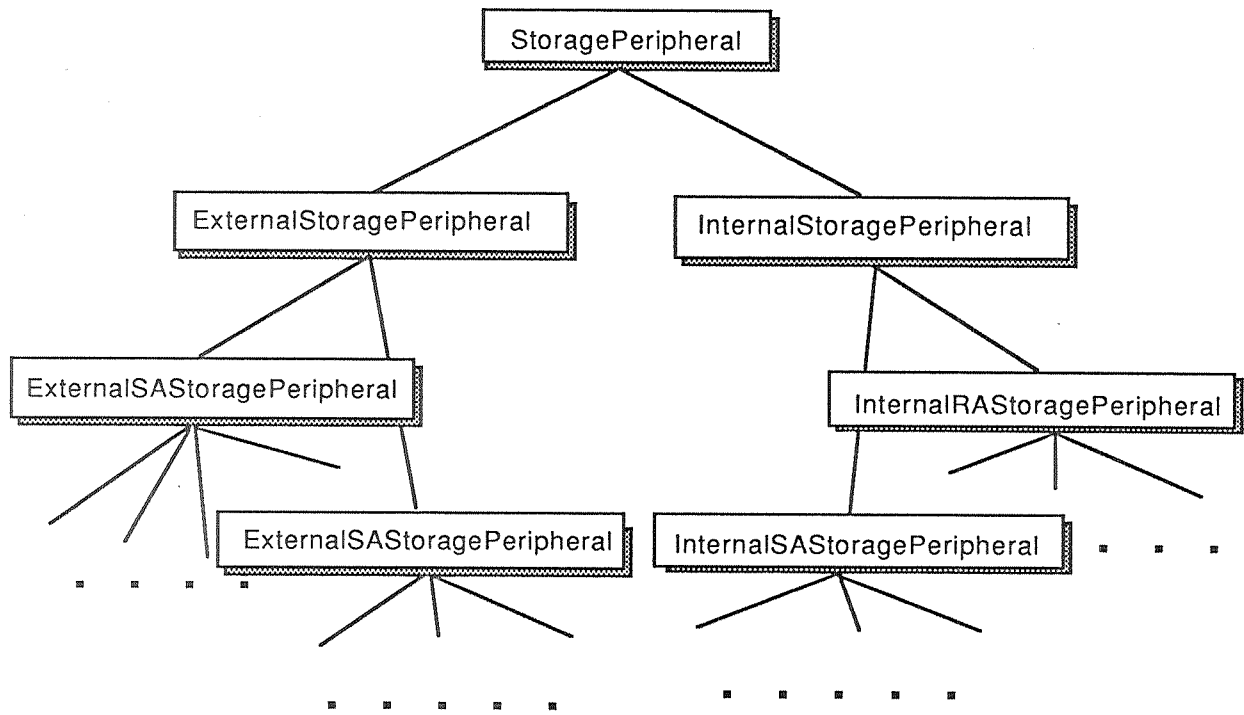 StoragePeripheral
ExternalStoragePeripheral
InternalStoragePeripheral
ExternalSAStoragePeripheral
InternalRAStoragePeripheral
ExternalSAStoragePeripheral
InternalSAStoragePeripheral